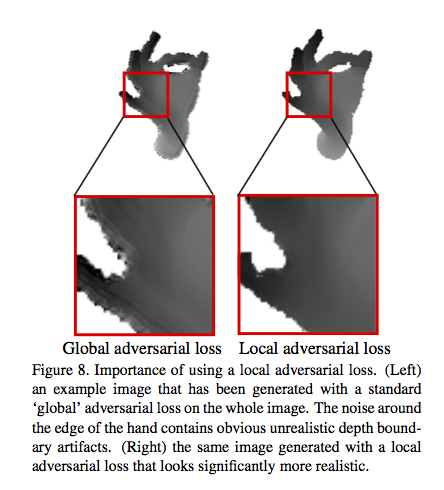 Global adversarial loss Local adversarial loss
Figure 8. Importance of using a local adversarial loss. (Left)
an example image that has been generated with a standard
‘global’ adversarial loss on the whole image. The noise around
the edge of the hand contains obvious unrealistic depth bound-
ary artifacts. (Right) the same image generated with a local
adversarial loss that looks significantly more realistic.